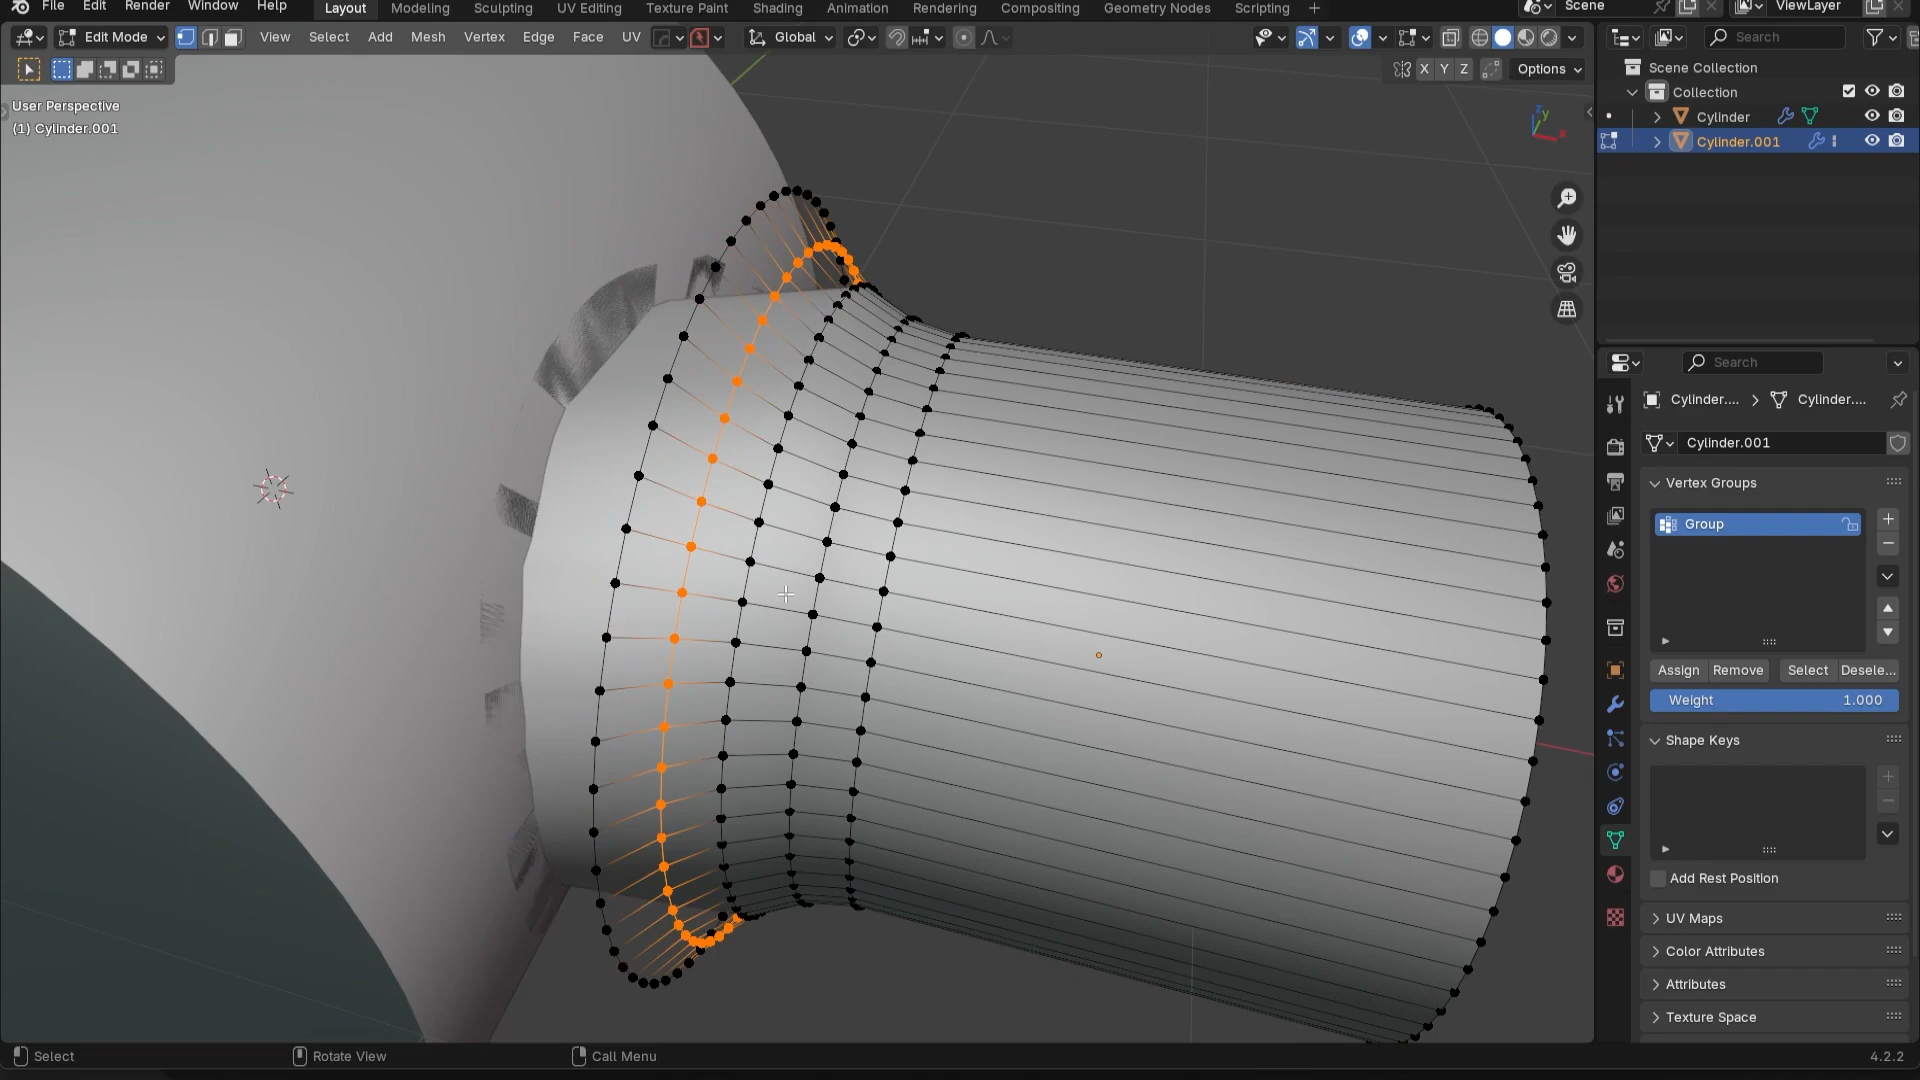 File Edit Render Window Help Layout Modeling Sculpting UV Editing Texture Paint Shading Animation Rendering Compositing Geometry Nodes Scripting + Scene ViewLayer
Edit Mode View Select Add Mesh Vertex Edge Face UV Global Search
X Y Z Options
User Perspective
(1) Cylinder.001
Scene Collection
Collection
Cylinder
Cylinder.001
Z Y X
Search
Cylinder.... > Cylinder....
Cylinder.001
Vertex Groups
Group
Assign Remove Select Desele...
Weight 1.000
Shape Keys
Add Rest Position
UV Maps
Color Attributes
Attributes
Texture Space
Select Rotate View Call Menu 4.2.2